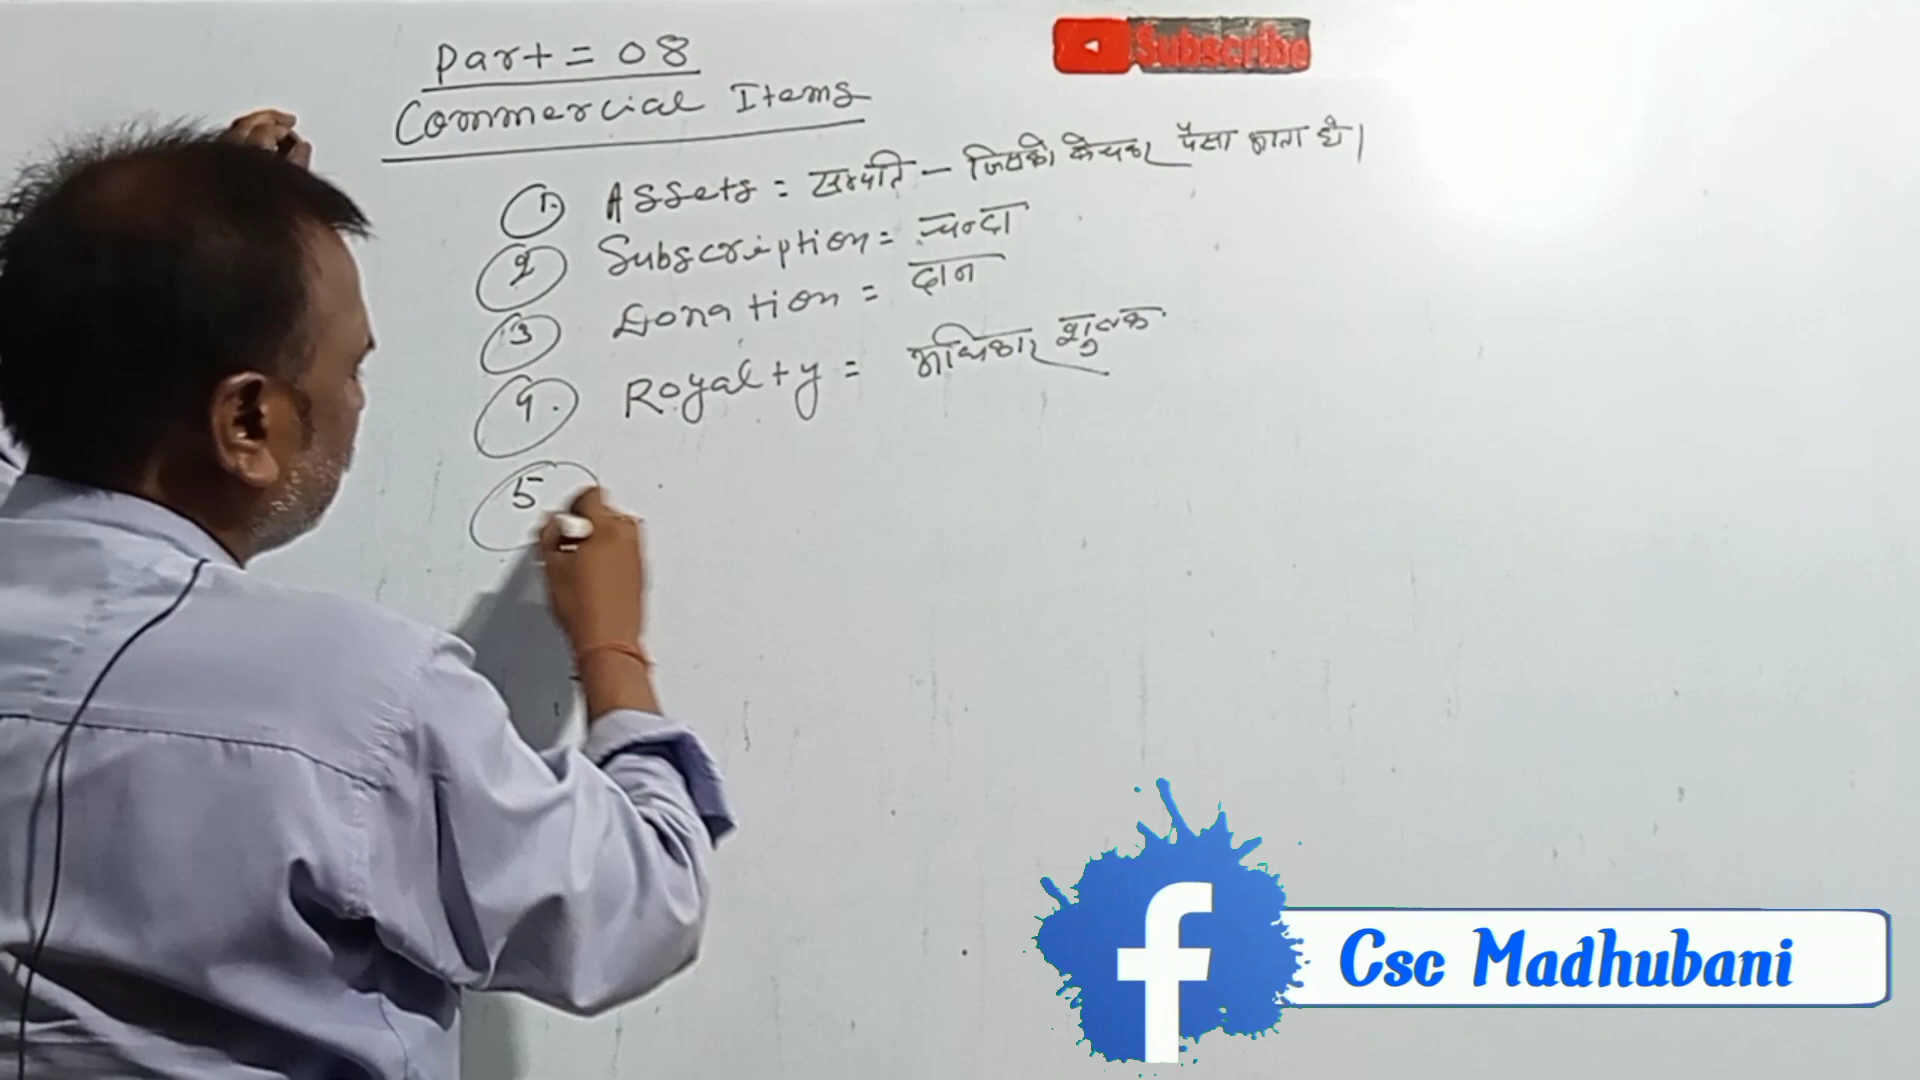 Part = 08
Subscribe
Commercial Items
1. Assets = सम्पति - जिसको बेचकर पैसा आता है।
2 Subscription = चन्दा
3 Donation = दान
4. Royalty = अधिकार शुल्क
5
f Csc Madhubani